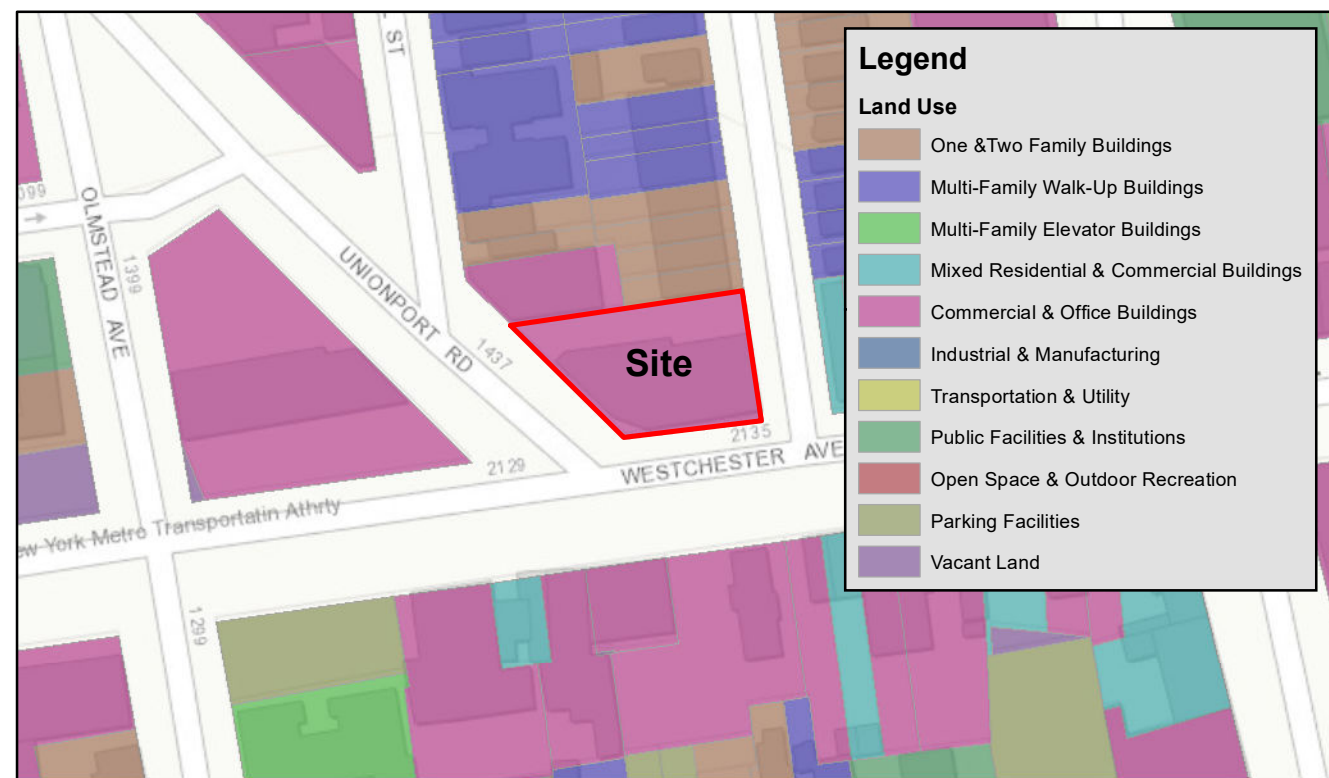 ST
Legend
Land Use
One &Two Family Buildings
Multi-Family Walk-Up Buildings
Multi-Family Elevator Buildings
Mixed Residential & Commercial Buildings
Commercial & Office Buildings
Industrial & Manufacturing
Transportation & Utility
Public Facilities & Institutions
Open Space & Outdoor Recreation
Parking Facilities
Vacant Land
099
OLMSTEAD AVE
1399
UNIONPORT RD
1437
Site
2135
2129
WESTCHESTER AVE
ew York Metro Transportatin Athrty
1299